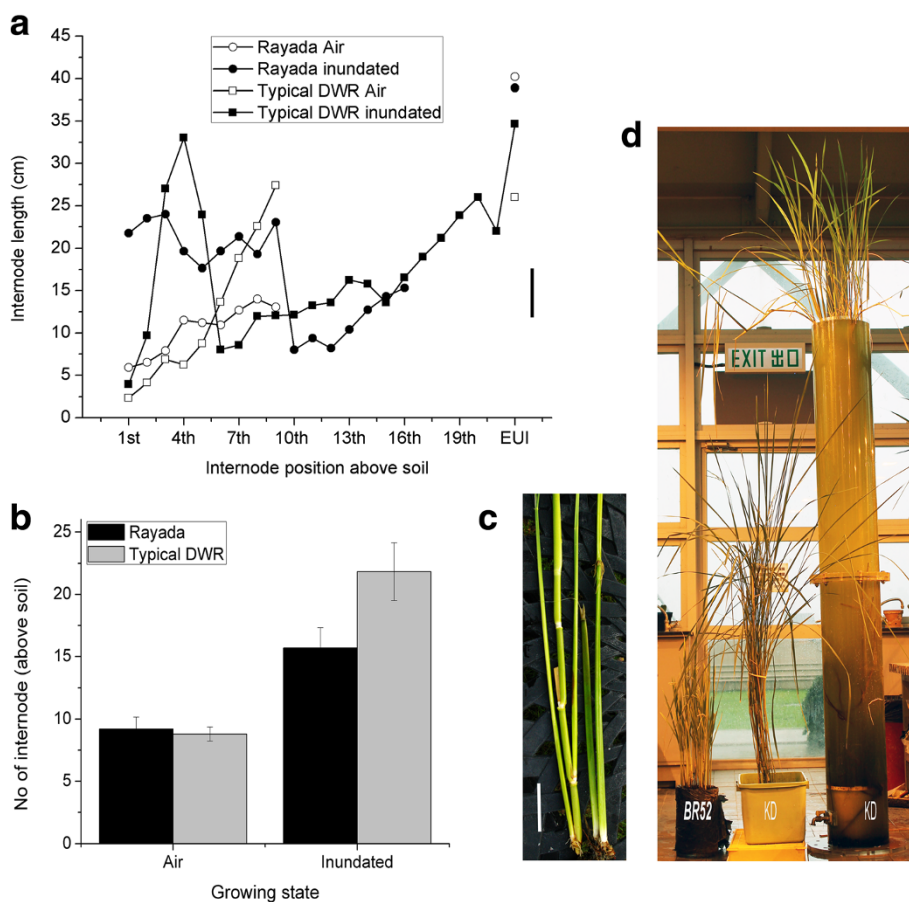 a
Rayada Air
Rayada inundated
Typical DWR Air
Typical DWR inundated
45
40
35
30
25
20
15
10
5
0
Internode length (cm)
1st 4th 7th 10th 13th 16th 19th EUI
Internode position above soil
b
Rayada
Typical DWR
25
20
15
10
5
0
No of internode (above soil)
Air Inundated
Growing state
c
d
EXIT 出口
BR52
KD
KD